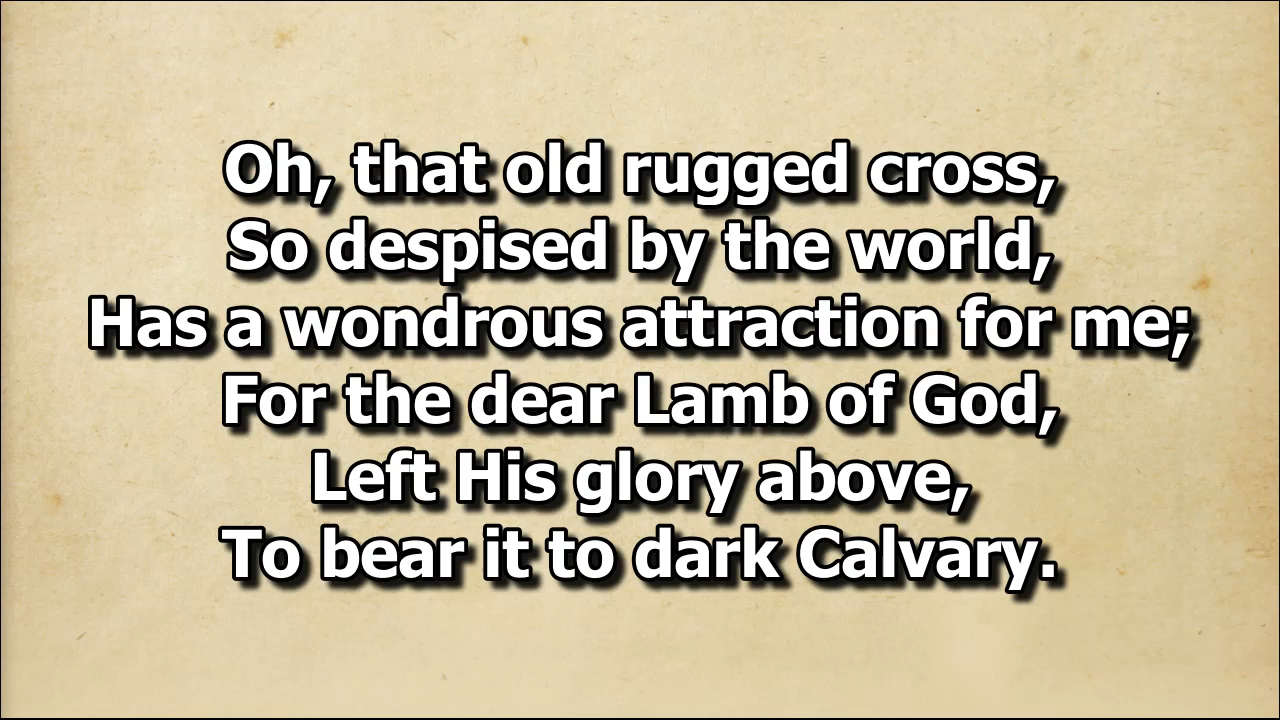 Oh, that old rugged cross,
So despised by the world,
Has a wondrous attraction for me;
For the dear Lamb of God,
Left His glory above,
To bear it to dark Calvary.